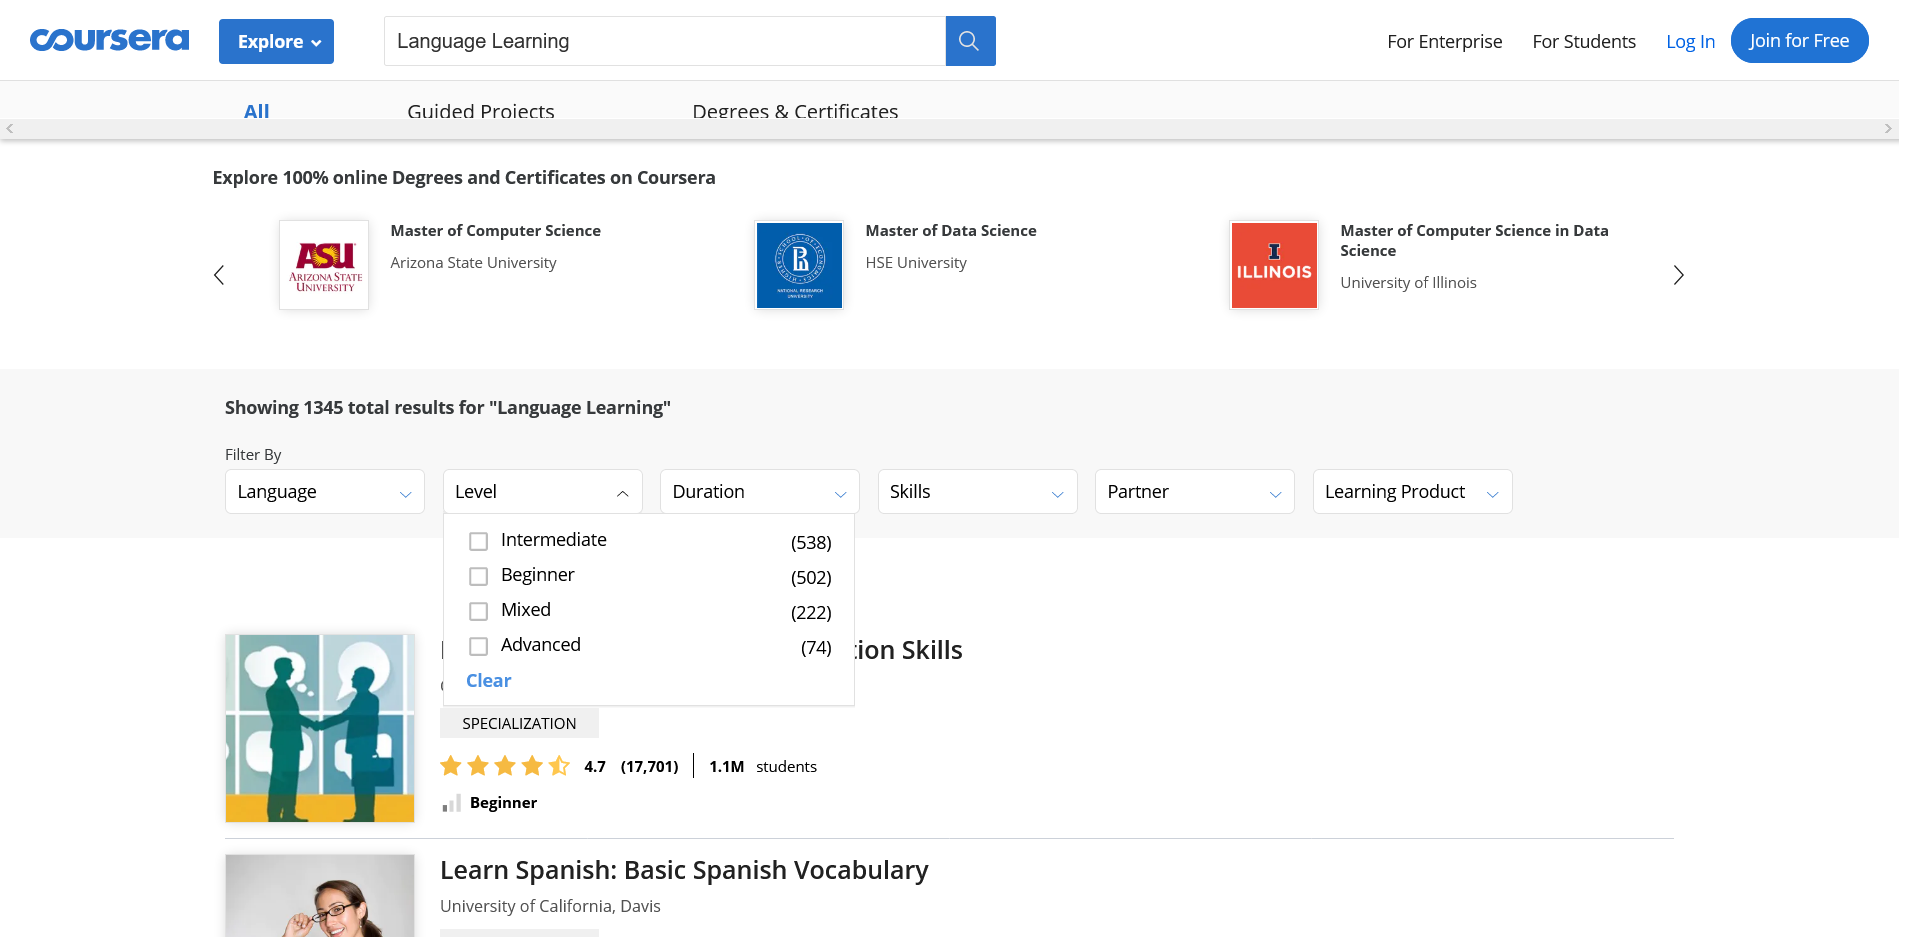 coursera
Explore
Language Learning
For Enterprise
For Students
Log In
Join for Free
All
Guided Projects
Degrees & Certificates
Explore 100% online Degrees and Certificates on Coursera
ASU
ARIZONA STATE
UNIVERSITY
Master of Computer Science
Arizona State University
NATIONAL RESEARCH
UNIVERSITY
Master of Data Science
HSE University
I
ILLINOIS
Master of Computer Science in Data
Science
University of Illinois
Showing 1345 total results for "Language Learning"
Filter By
Language
Level
Duration
Skills
Partner
Learning Product
Intermediate (538)
Beginner (502)
Mixed (222)
Advanced (74)
Clear
tion Skills
SPECIALIZATION
4.7 (17,701) 1.1M students
Beginner
Learn Spanish: Basic Spanish Vocabulary
University of California, Davis